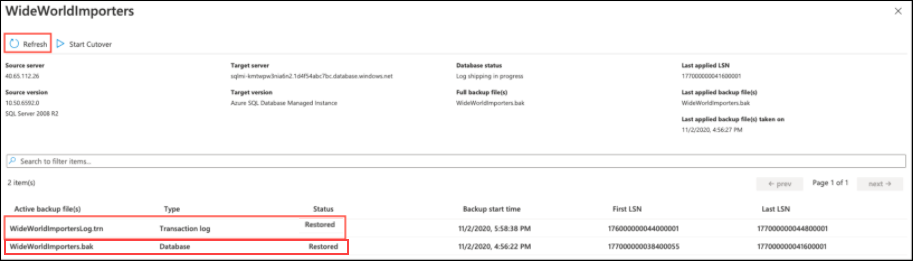 WideWorldImporters
Refresh Start Cutover
Source server Target server Database status Last applied LSN
40.65.112.26 sqlmi-kmtwpw3nia6n2.1d4f54abc7bc.database.windows.net Log shipping in progress 177000000041600001
Source version Target version Full backup file(s) Last applied backup file(s)
10.50.6592.0 Azure SQL Database Managed Instance WideWorldImporters.bak WideWorldImporters.bak
SQL Server 2008 R2
Last applied backup file(s) taken on
11/2/2020, 4:56:27 PM
Search to filter items...
2 item(s) ← prev Page 1 of 1 next →
Active backup file(s) Type Status Backup start time First LSN Last LSN
WideWorldImportersLog.trn Transaction log Restored 11/2/2020, 5:58:38 PM 176000000044000001 177000000044800001
WideWorldImporters.bak Database Restored 11/2/2020, 4:56:22 PM 177000000038400055 177000000041600001